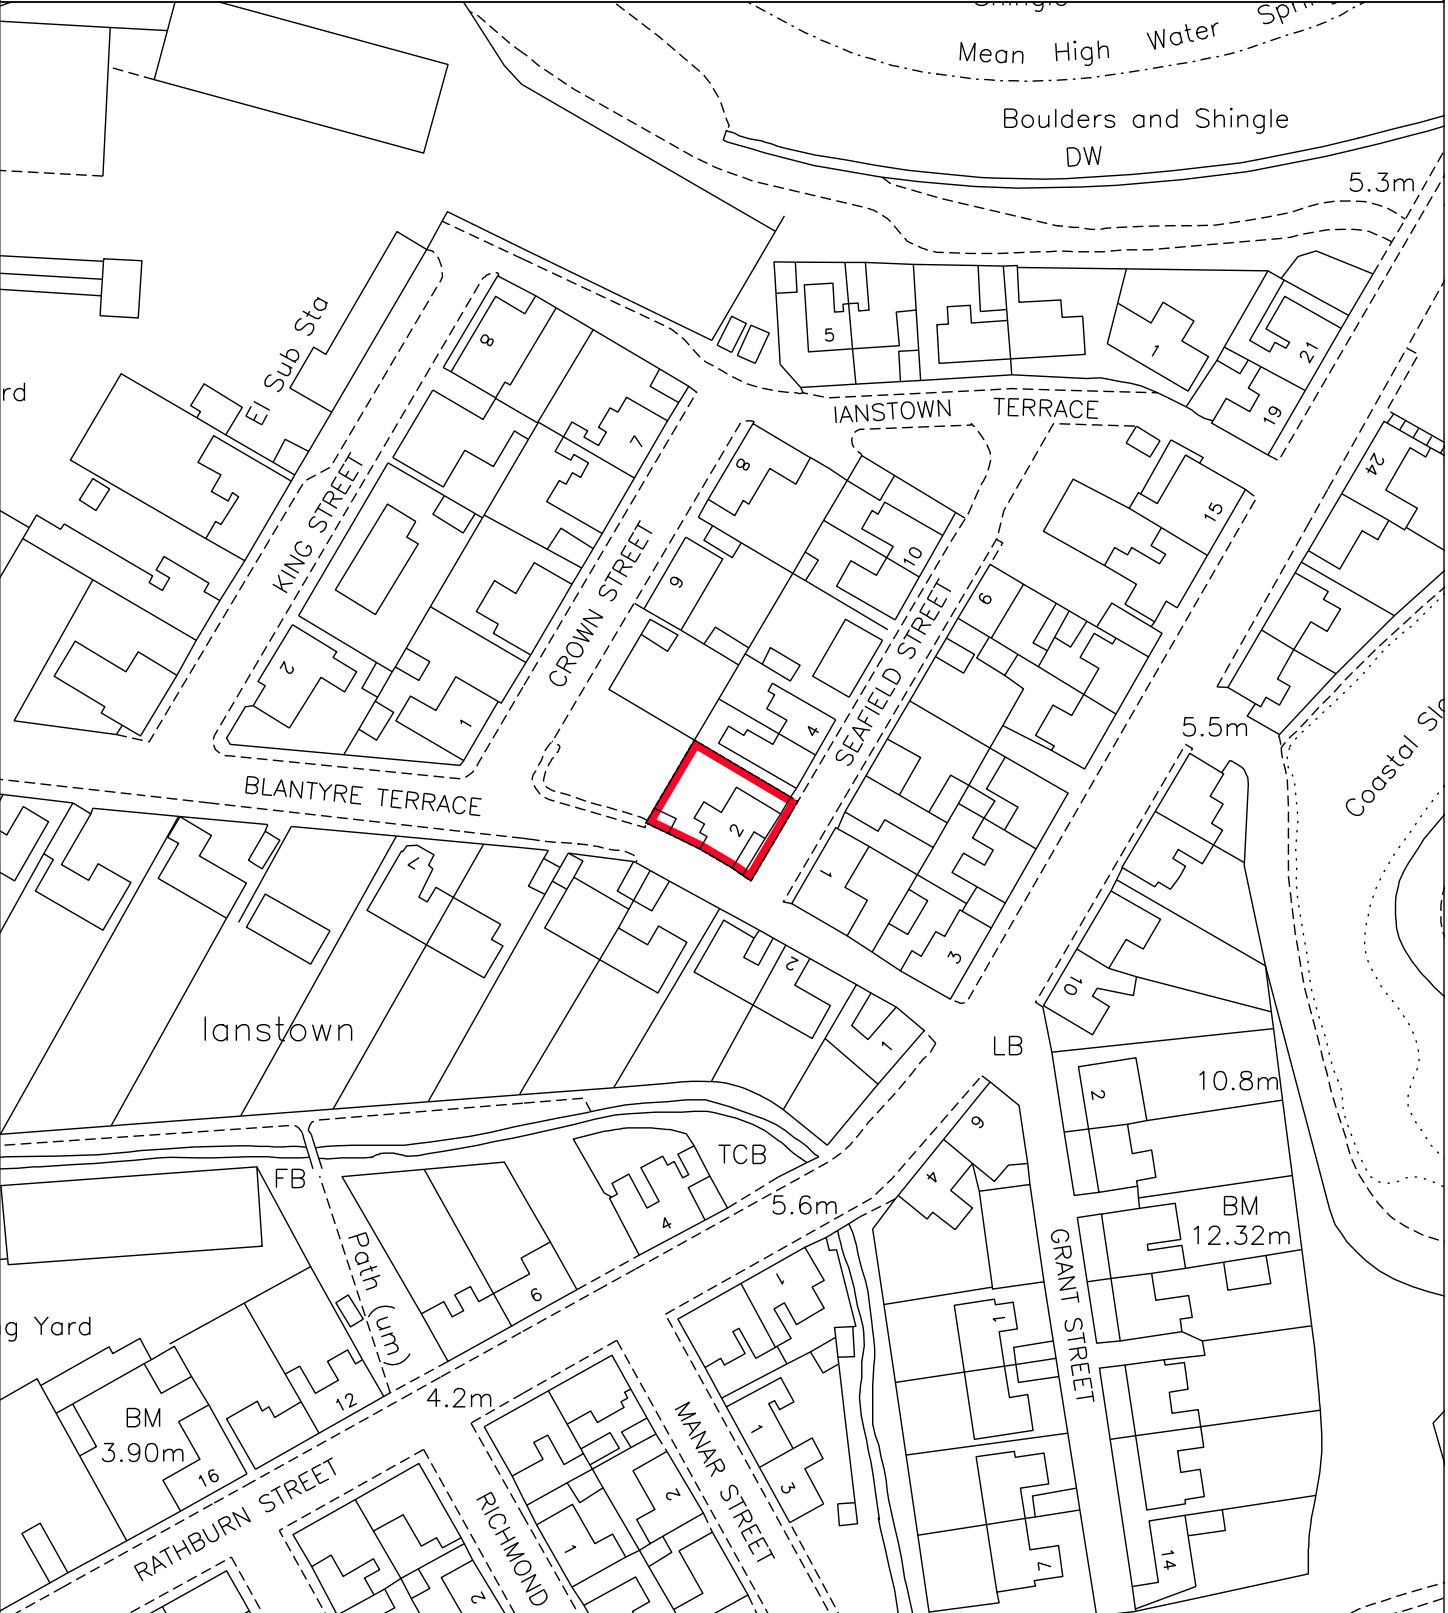 Mean High Water
Boulders and Shingle
DW
5.3m
El Sub Sta
rd
5
1
21
19
8
7
IANSTOWN TERRACE
24
8
15
KING STREET
CROWN STREET
10
9
9
SEAFIELD STREET
2
1
4
5.5m
Coastal
BLANTYRE TERRACE
2
7
1
3
2
10
Ianstown
1
LB
10.8m
2
9
TCB
FB
4
5.6m
4
BM
12.32m
Path (um)
GRANT STREET
6
1
1
g Yard
12
4.2m
BM
3.90m
MANAR STREET
1
16
3
2
RATHBURN STREET
RICHMOND
1
7
14
2